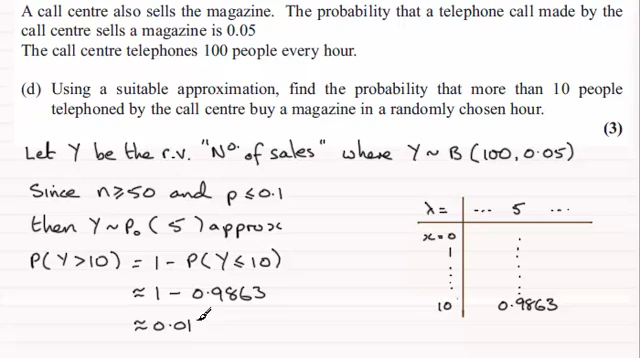 A call centre also sells the magazine. The probability that a telephone call made by the
call centre sells a magazine is 0.05
The call centre telephones 100 people every hour.
(d) Using a suitable approximation, find the probability that more than 10 people
telephoned by the call centre buy a magazine in a randomly chosen hour.
(3)
Let Y be the r.v. "No. of sales" where Y ~ B(100, 0.05)
Since n ≥ 50 and p ≤ 0.1
then Y ~ Po(5) approx
P(Y > 10) = 1 - P(Y ≤ 10)
≈ 1 - 0.9863
≈ 0.01
λ = ... 5 ...
x = 0
1
10 0.9863